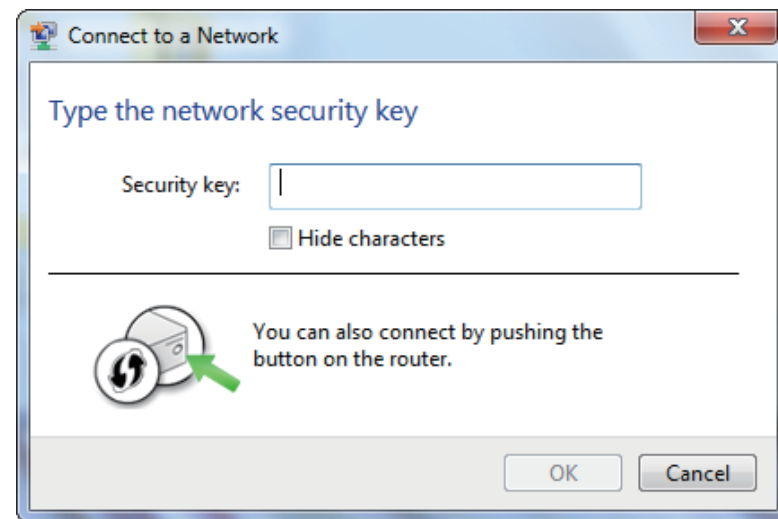 Connect to a Network
X
Type the network security key
Security key:
Hide characters
You can also connect by pushing the
button on the router.
OK
Cancel